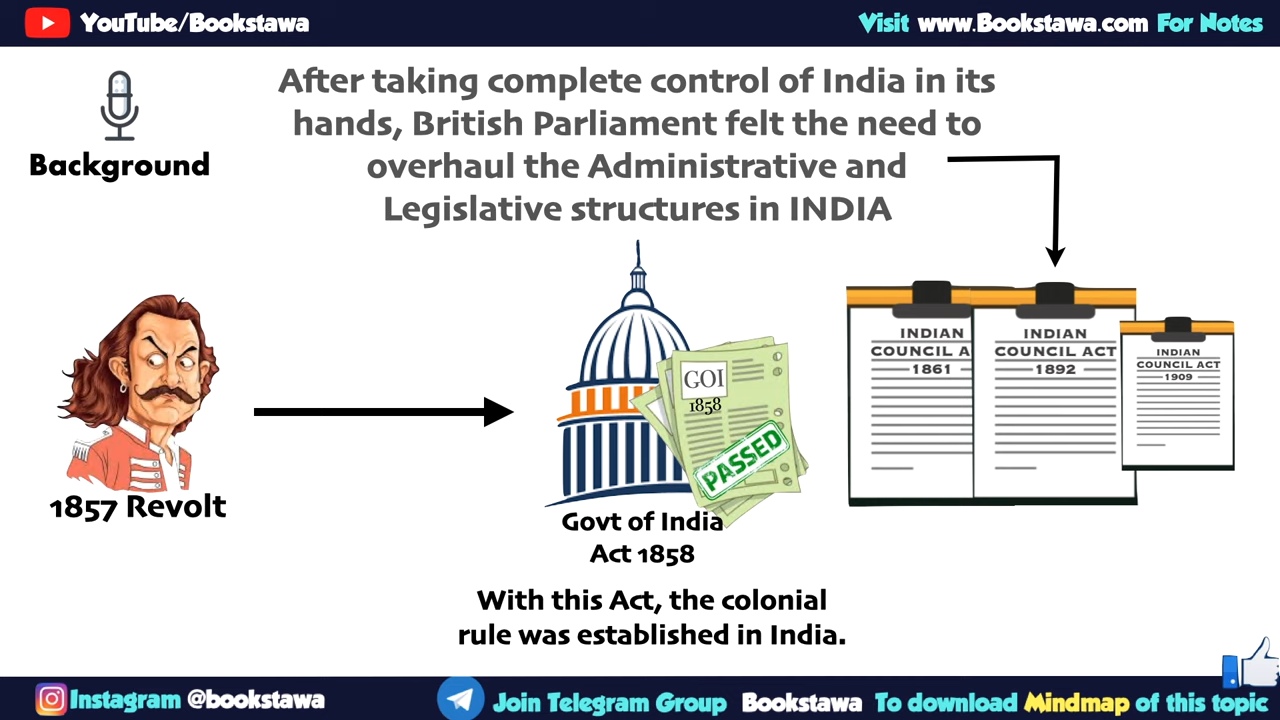 YouTube/Bookstawa
Visit www.Bookstawa.com For Notes
Background
After taking complete control of India in its
hands, British Parliament felt the need to
overhaul the Administrative and
Legislative structures in INDIA
INDIAN
COUNCIL A
1861
INDIAN
COUNCIL ACT
1892
INDIAN
COUNCIL ACT
1909
GOI
1858
PASSED
1857 Revolt
Govt of India
Act 1858
With this Act, the colonial
rule was established in India.
Instagram @bookstawa
Join Telegram Group Bookstawa To download Mindmap of this topic